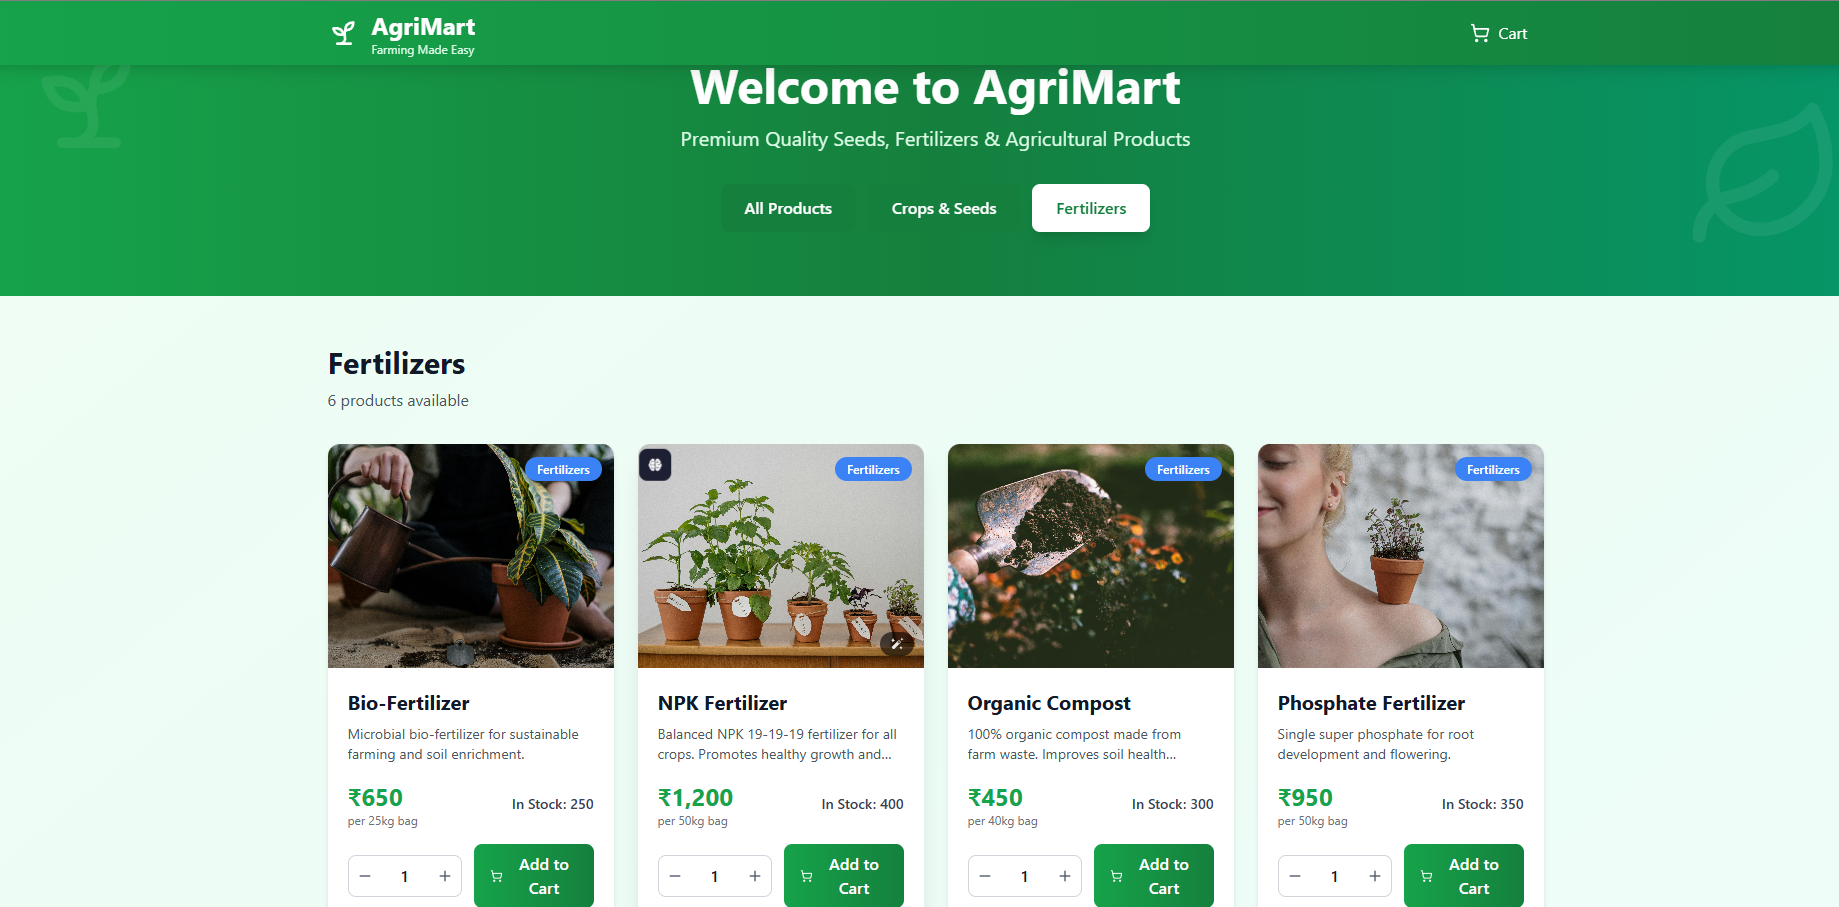 AgriMart
Farming Made Easy
Cart
Welcome to AgriMart
Premium Quality Seeds, Fertilizers & Agricultural Products
All Products
Crops & Seeds
Fertilizers
Fertilizers
6 products available
Fertilizers
Bio-Fertilizer
Microbial bio-fertilizer for sustainable
farming and soil enrichment.
₹650
per 25kg bag
In Stock: 250
1
Add to
Cart
Fertilizers
NPK Fertilizer
Balanced NPK 19-19-19 fertilizer for all
crops. Promotes healthy growth and...
₹1,200
per 50kg bag
In Stock: 400
1
Add to
Cart
Fertilizers
Organic Compost
100% organic compost made from
farm waste. Improves soil health...
₹450
per 40kg bag
In Stock: 300
1
Add to
Cart
Fertilizers
Phosphate Fertilizer
Single super phosphate for root
development and flowering.
₹950
per 50kg bag
In Stock: 350
1
Add to
Cart